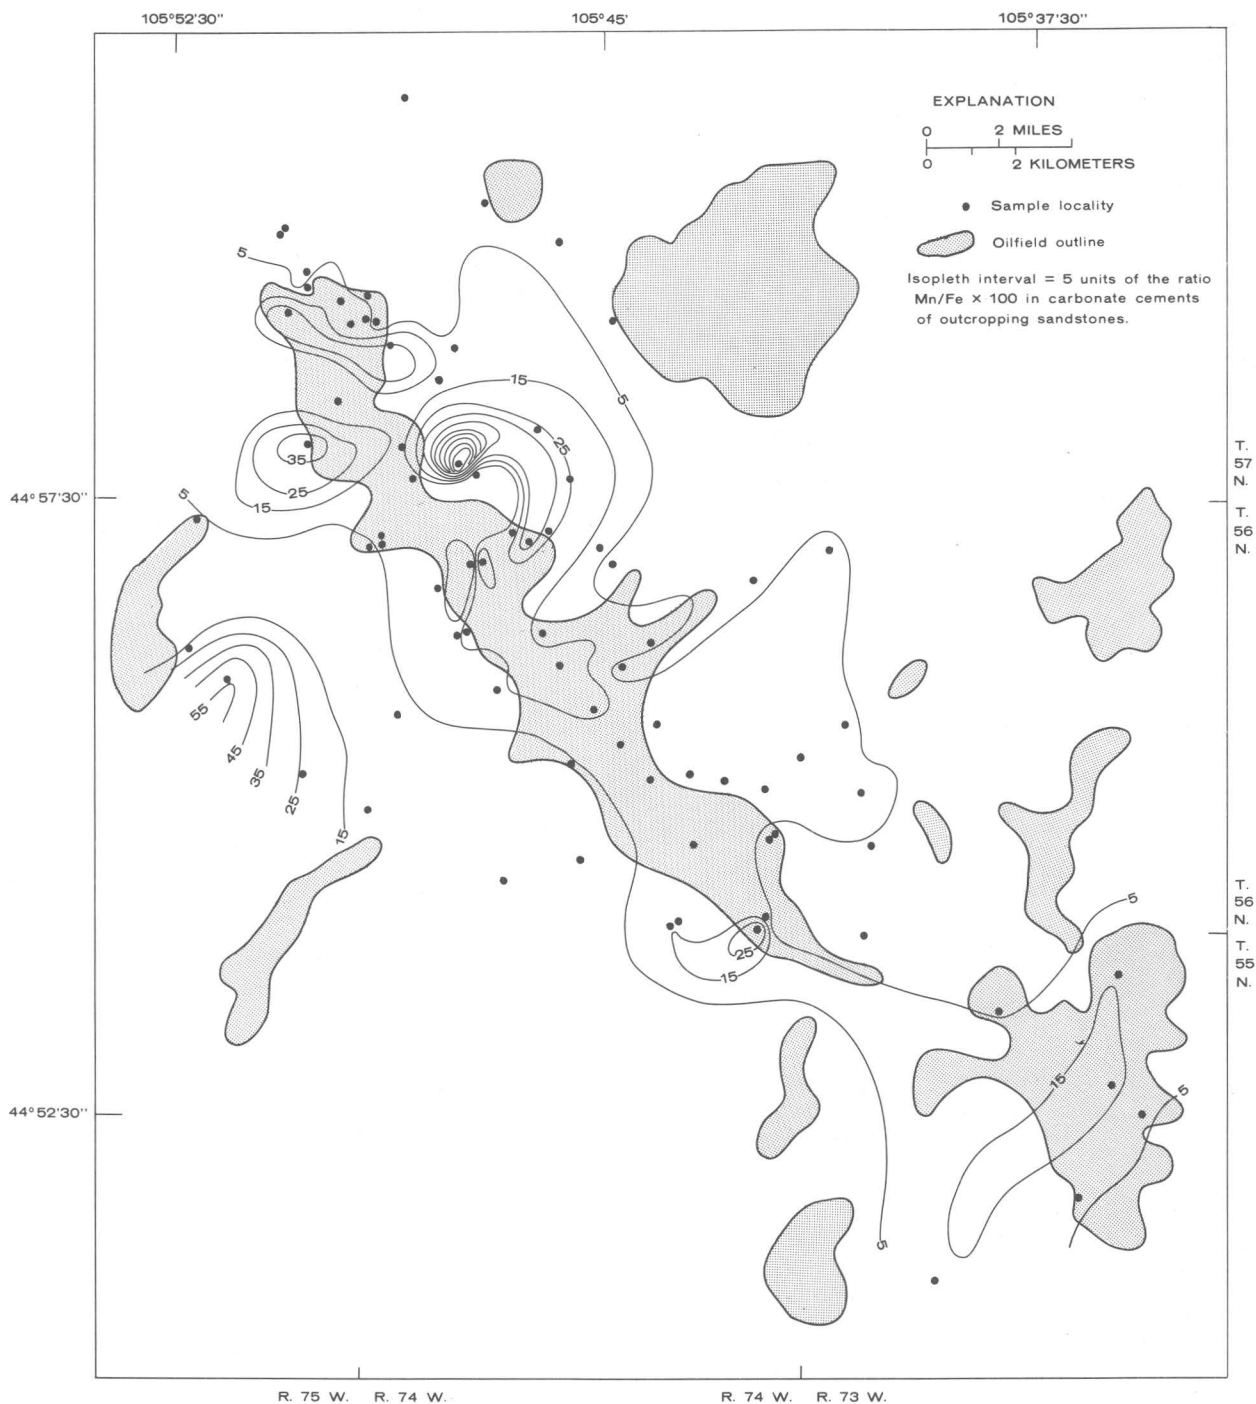 105°52'30"
105°45'
105°37'30"
EXPLANATION
0 2 MILES
0 2 KILOMETERS
Sample locality
Oilfield outline
Isopleth interval = 5 units of the ratio
Mn/Fe × 100 in carbonate cements
of outcropping sandstones.
5
15
5
25
35
25
15
T.
57
N.
44°57'30"
5
T.
56
N.
55
45
35
25
15
T.
56
N.
5
25
15
T.
55
N.
15
5
44°52'30"
5
R. 75 W. R. 74 W.
R. 74 W. R. 73 W.